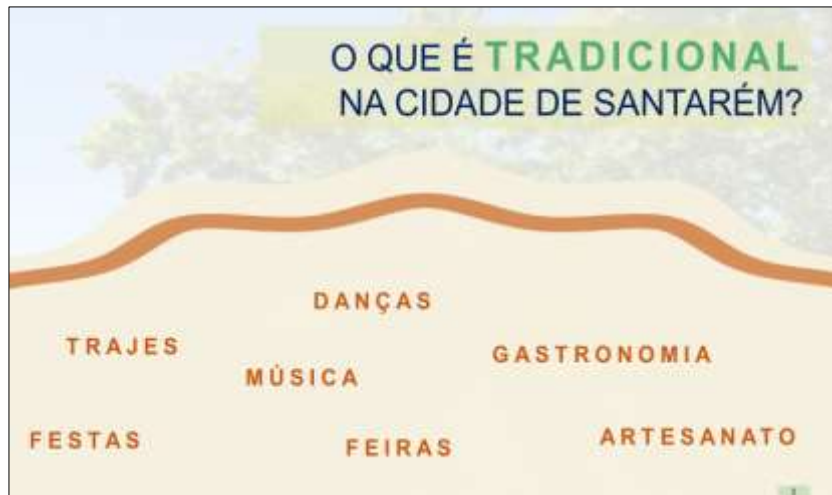 O QUE É TRADICIONAL
NA CIDADE DE SANTARÉM?
DANÇAS
TRAJES
GASTRONOMIA
MÚSICA
FESTAS
FEIRAS
ARTESANATO